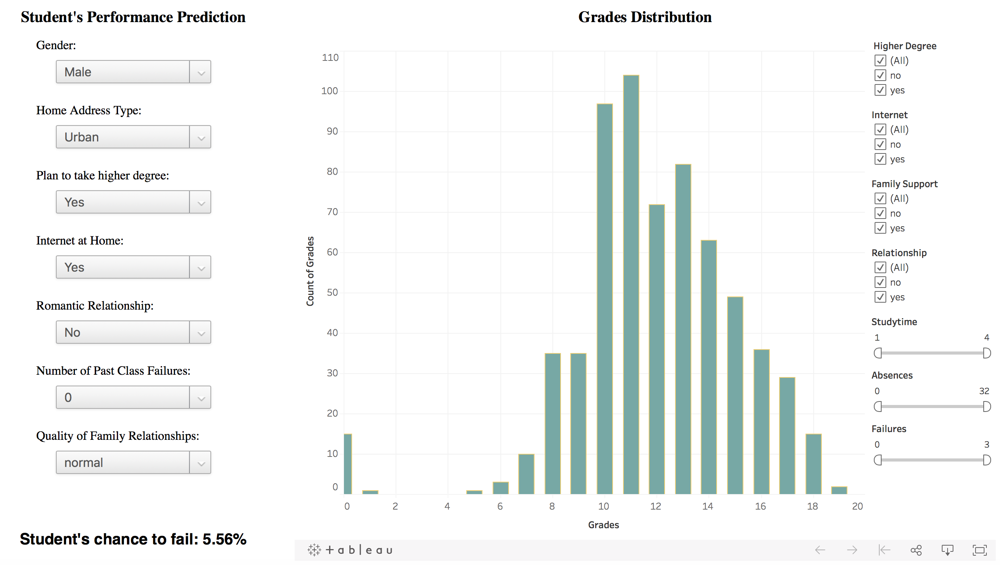 Student's Performance Prediction
Gender:
Male
Home Address Type:
Urban
Plan to take higher degree:
Yes
Internet at Home:
Yes
Romantic Relationship:
No
Number of Past Class Failures:
0
Quality of Family Relationships:
normal
Student's chance to fail: 5.56%
Grades Distribution
Count of Grades
110
100
90
80
70
60
50
40
30
20
10
0
0 2 4 6 8 10 12 14 16 18 20
Grades
Higher Degree
(All)
no
yes
Internet
(All)
no
yes
Family Support
(All)
no
yes
Relationship
(All)
no
yes
Studytime
1 4
Absences
0 32
Failures
0 3
+ableau